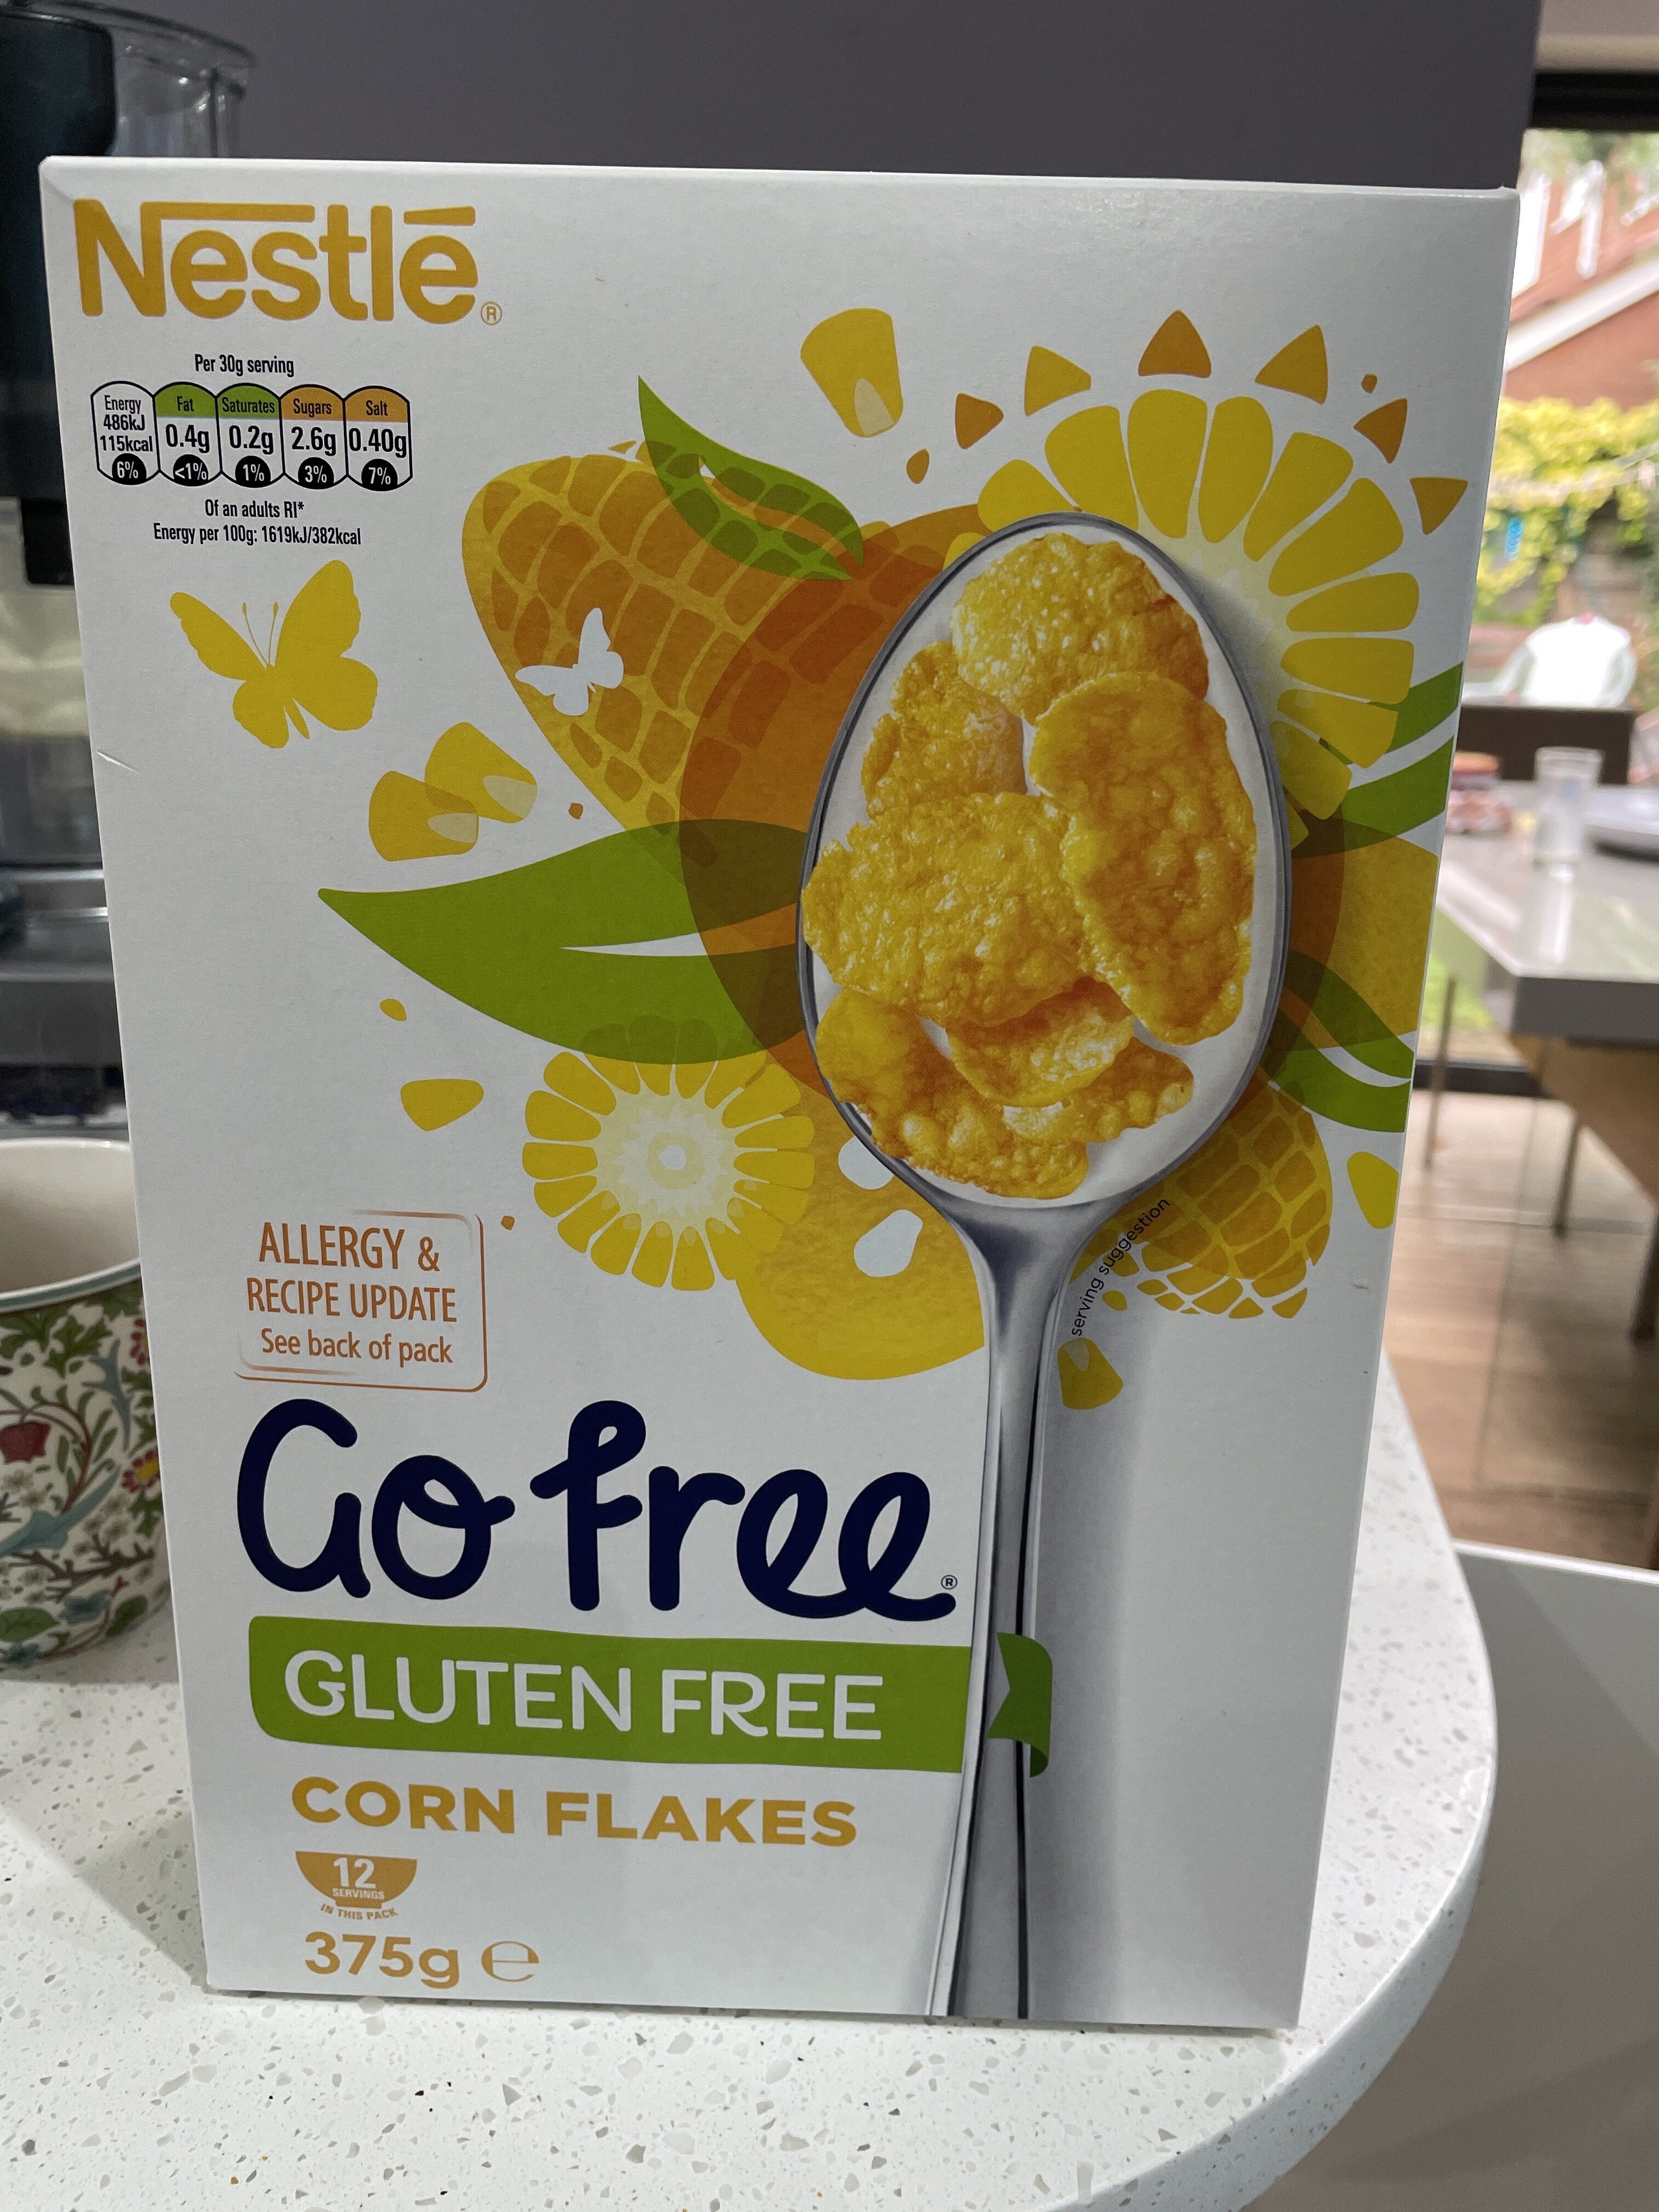 Nestlé®
Per 30g serving
Energy 486kJ 115kcal 6%
Fat 0.4g <1%
Saturates 0.2g 1%
Sugars 2.6g 3%
Salt 0.40g 7%
Of an adults RI*
Energy per 100g: 1619kJ/382kcal
serving suggestion
ALLERGY &
RECIPE UPDATE
See back of pack
Go free®
GLUTEN FREE
CORN FLAKES
12
SERVINGS
IN THIS PACK
375g ℮